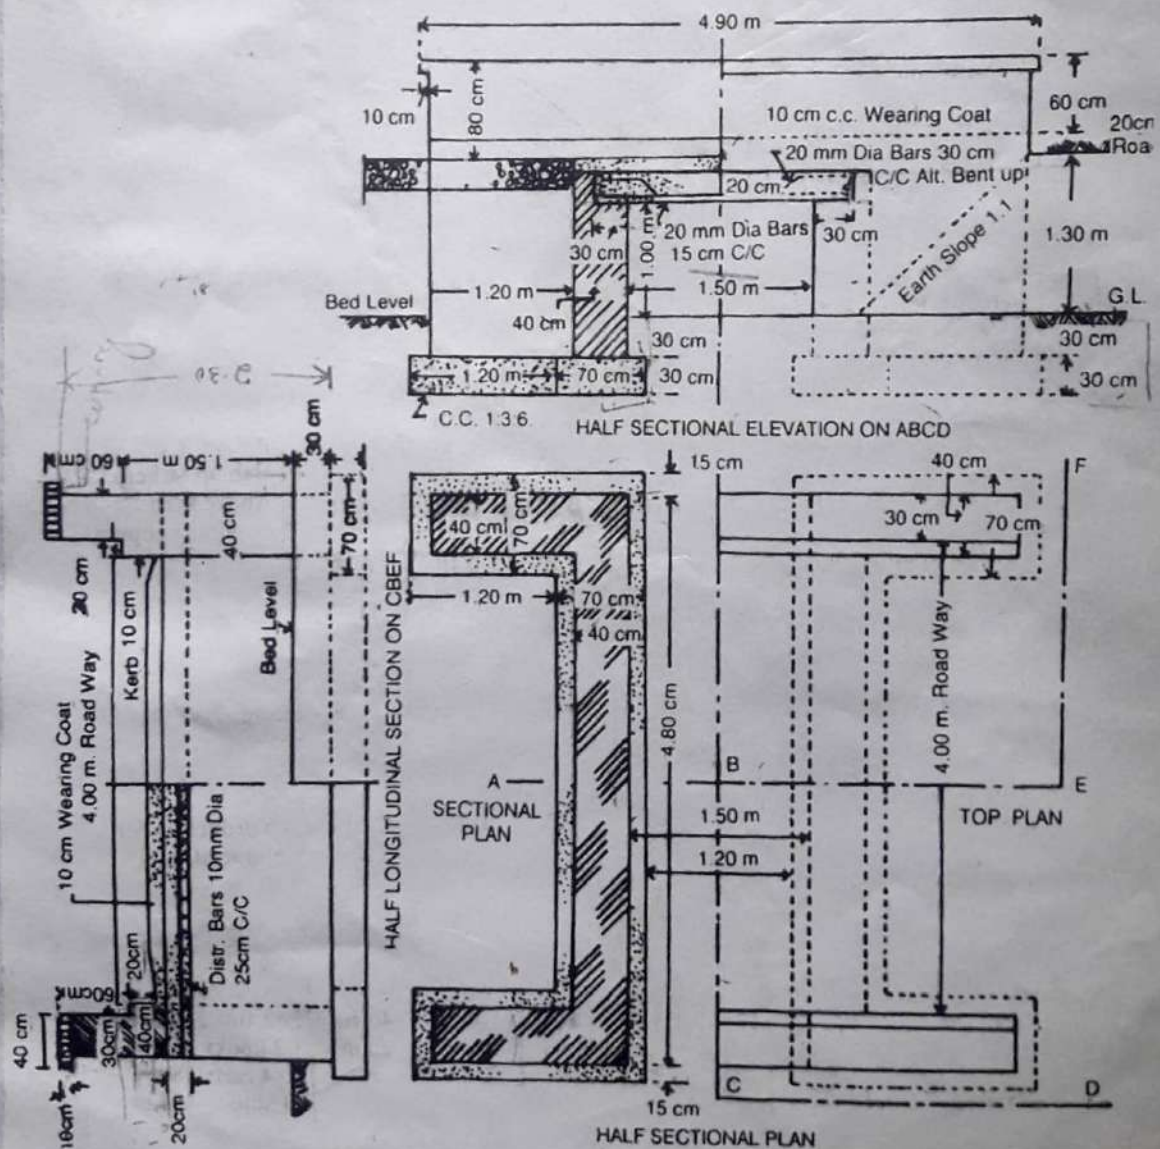 4.90 m
10 cm
80 cm
60 cm
10 cm c.c. Wearing Coat
20cm
Roa
20 mm Dia Bars 30 cm
C/C Alt. Bent up
20 cm
20 mm Dia Bars
15 cm C/C
30 cm
30 cm
1.00 m
1.30 m
Earth Slope 1.1
1.20 m
1.50 m
Bed Level
40 cm
G.L.
30 cm
30 cm
1.20 m
70 cm
30 cm
30 cm
C.C. 1:3:6.
HALF SECTIONAL ELEVATION ON ABCD
2.30
30 cm
60 cm
1.50 m
40 cm
70 cm
20 cm
Kerb 10 cm
Bed Level
4.00 m. Road Way
10 cm Wearing Coat
Distr. Bars 10mm Dia
25cm C/C
20cm
60cm
40 cm
30cm
40cm
10cm
20cm
HALF LONGITUDINAL SECTION ON CBEF
15 cm
40 cm
70 cm
1.20 m
70 cm
40 cm
4.80 cm
A
SECTIONAL
PLAN
40 cm
F
30 cm
70 cm
4.00 m. Road Way
B
E
TOP PLAN
1.50 m
1.20 m
C
D
15 cm
HALF SECTIONAL PLAN